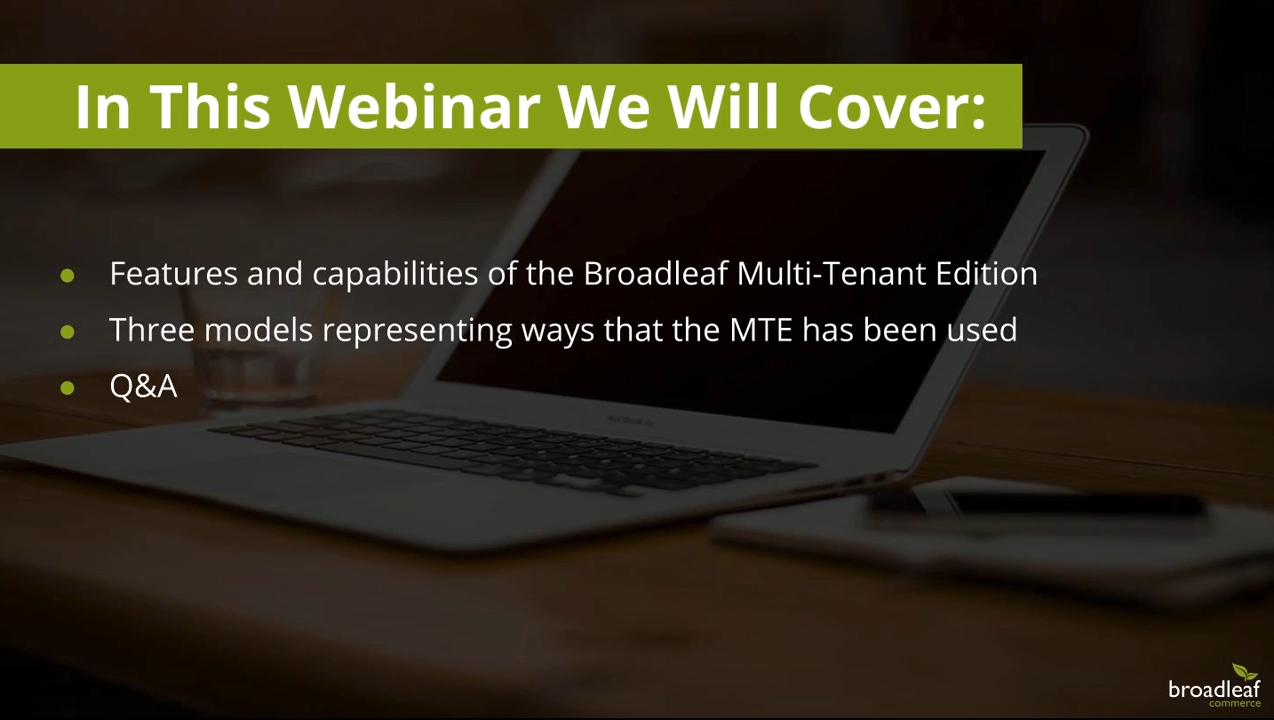 In This Webinar We Will Cover:
Features and capabilities of the Broadleaf Multi-Tenant Edition
Three models representing ways that the MTE has been used
Q&A
broadleaf
commerce